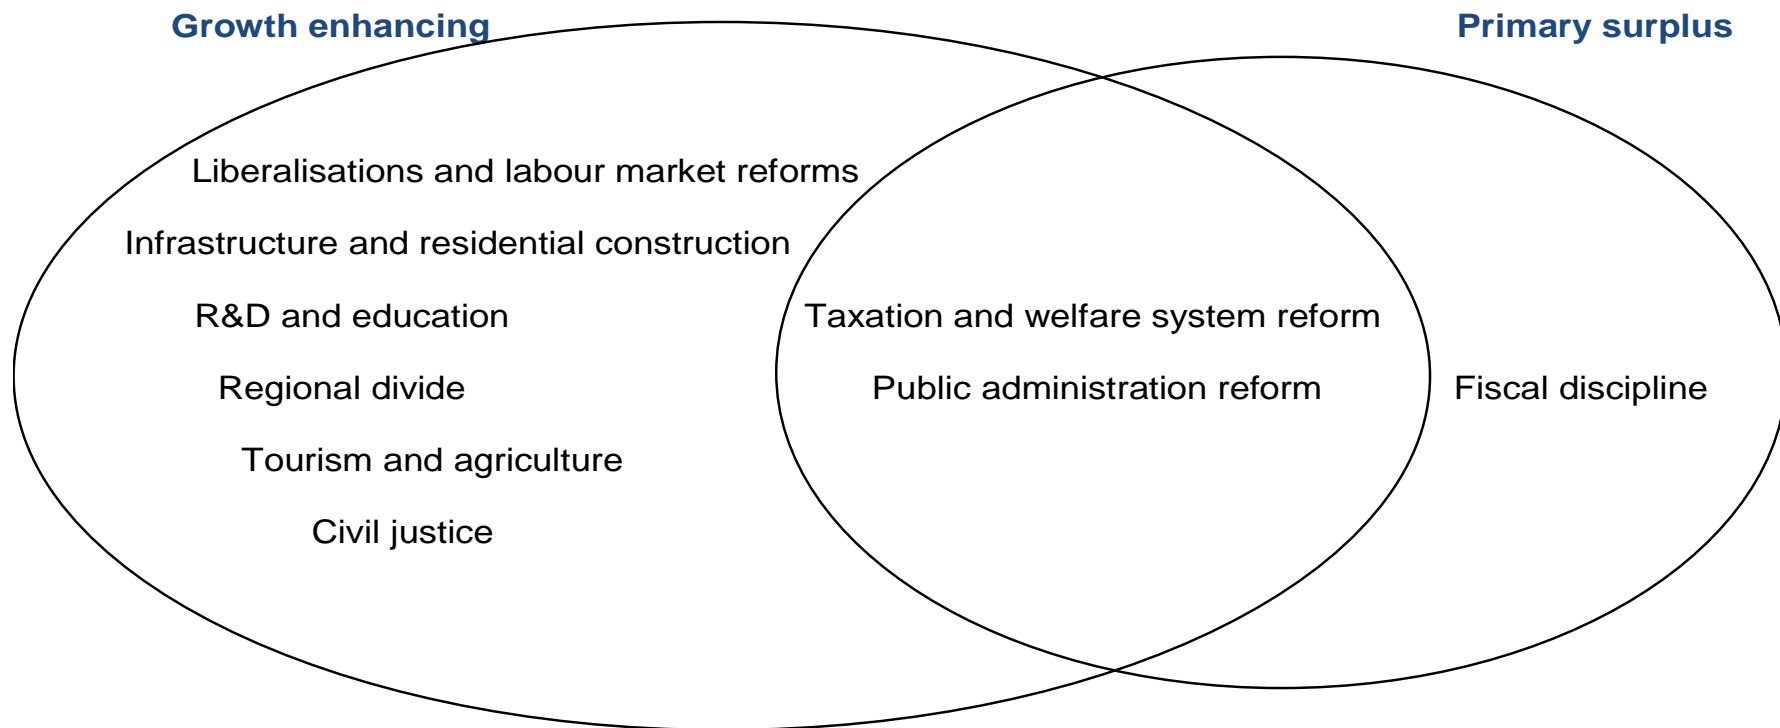 Growth enhancing
Primary surplus
Liberalisations and labour market reforms
Infrastructure and residential construction
R&D and education
Regional divide
Tourism and agriculture
Civil justice
Taxation and welfare system reform
Public administration reform
Fiscal discipline